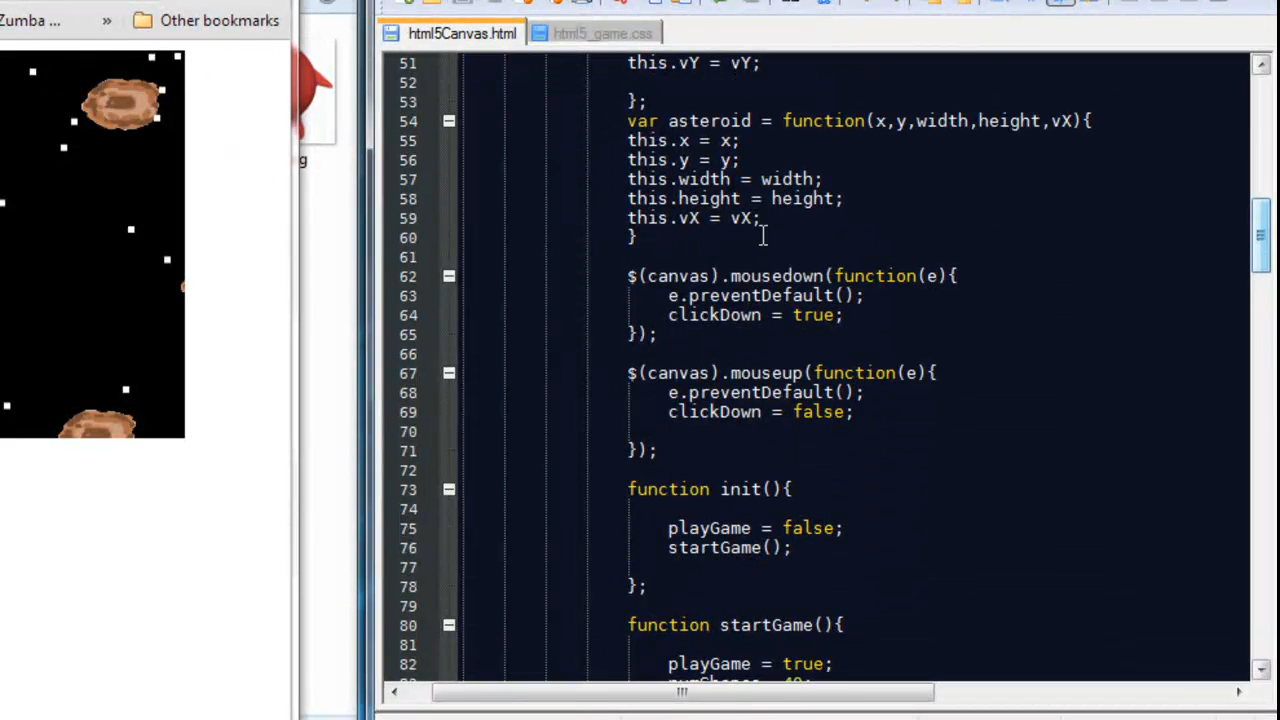 Zumba ...
»
Other bookmarks
g
html5Canvas.html
html5_game.css
51 this.vY = vY;
52
53 };
54 var asteroid = function(x,y,width,height,vX){
55 this.x = x;
56 this.y = y;
57 this.width = width;
58 this.height = height;
59 this.vX = vX;
60 }
61
62 $(canvas).mousedown(function(e){
63 e.preventDefault();
64 clickDown = true;
65 });
66
67 $(canvas).mouseup(function(e){
68 e.preventDefault();
69 clickDown = false;
70
71 });
72
73 function init(){
74
75 playGame = false;
76 startGame();
77
78 };
79
80 function startGame(){
81
82 playGame = true;